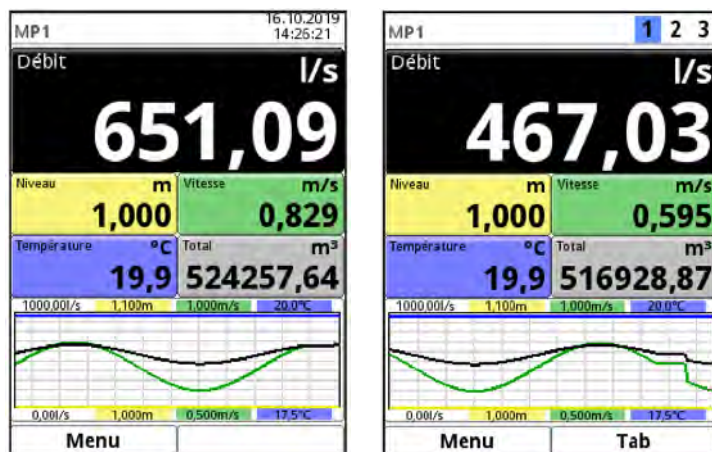 MP1
16.10.2019
14:26:21
Débit
l/s
651,09
Niveau m
Vitesse m/s
1,000
0,829
Température °C
Total m³
19,9
524257,64
1000,00l/s 1,100m 1,000m/s 20,0°C
0,00l/s 1,000m 0,500m/s 17,5°C
Menu
MP1
1 2 3
Débit
l/s
467,03
Niveau m
Vitesse m/s
1,000
0,595
Température °C
Total m³
19,9
516928,87
1000,00l/s 1,100m 1,000m/s 20,0°C
0,00l/s 1,000m 0,500m/s 17,5°C
Menu
Tab